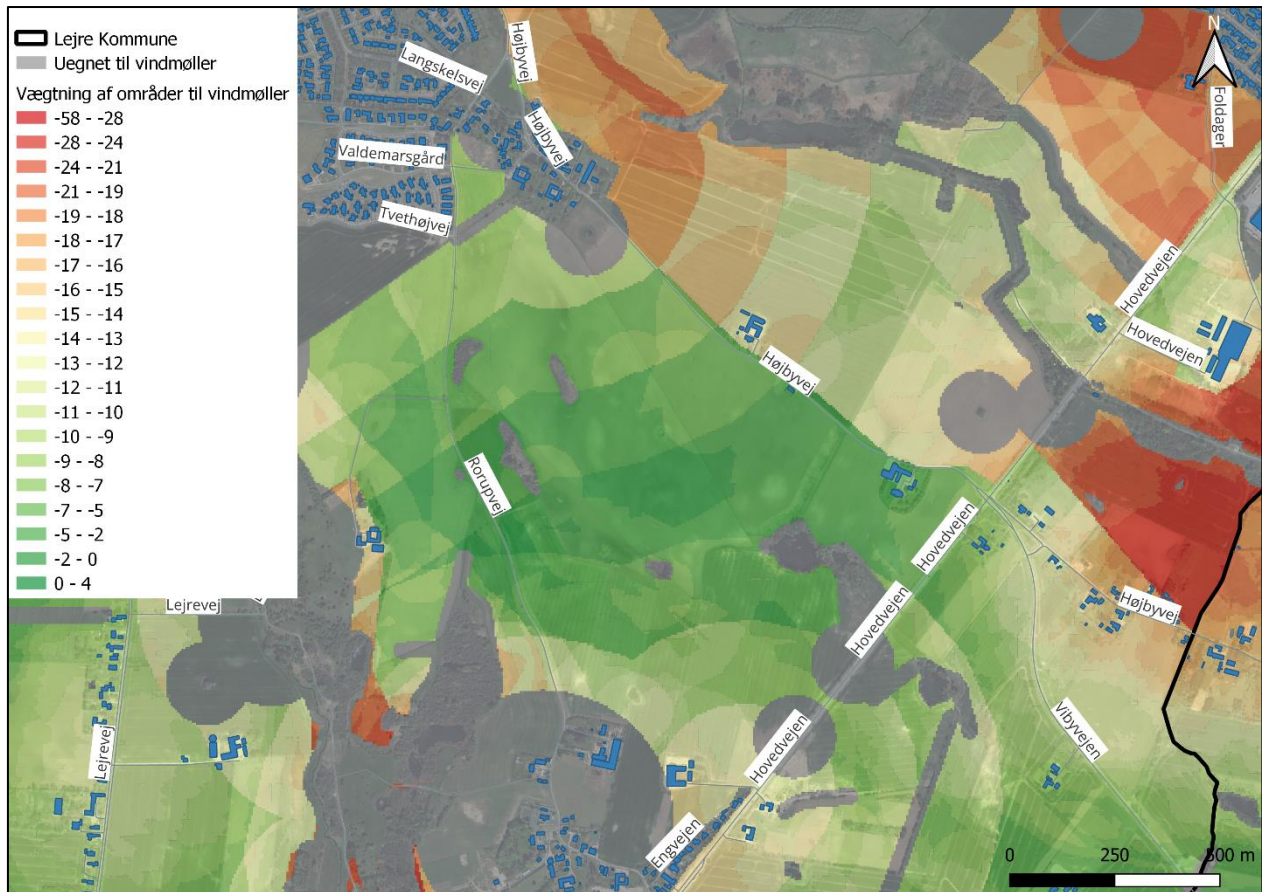 Lejre Kommune
Uegnet til vindmøller
Vægtning af områder til vindmøller
-58 - -28
-28 - -24
-24 - -21
-21 - -19
-19 - -18
-18 - -17
-17 - -16
-16 - -15
-15 - -14
-14 - -13
-13 - -12
-12 - -11
-11 - -10
-10 - -9
-9 - -8
-8 - -7
-7 - -5
-5 - -2
-2 - 0
0 - 4
N
Langskelsvej
Højbyvej
Højbyvej
Valdemarsgård
Tvethøjvej
Foldager
Hovedvejen
Hovedvejen
Højbyvej
Rorupvej
Hovedvejen
Hovedvejen
Højbyvej
Lejrevej
Lejrevej
Hovedvejen
Vibyvejen
Engvejen
0 250 500 m